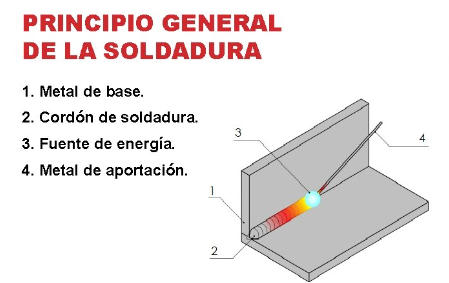 PRINCIPIO GENERAL
DE LA SOLDADURA
1. Metal de base.
2. Cordón de soldadura.
3. Fuente de energía.
4. Metal de aportación.
3
4
1
2